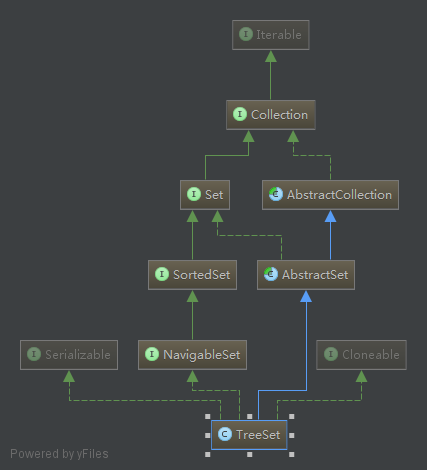 I Iterable
I Collection
I Set
C AbstractCollection
I SortedSet
C AbstractSet
I Serializable
I NavigableSet
I Cloneable
C TreeSet
Powered by yFiles